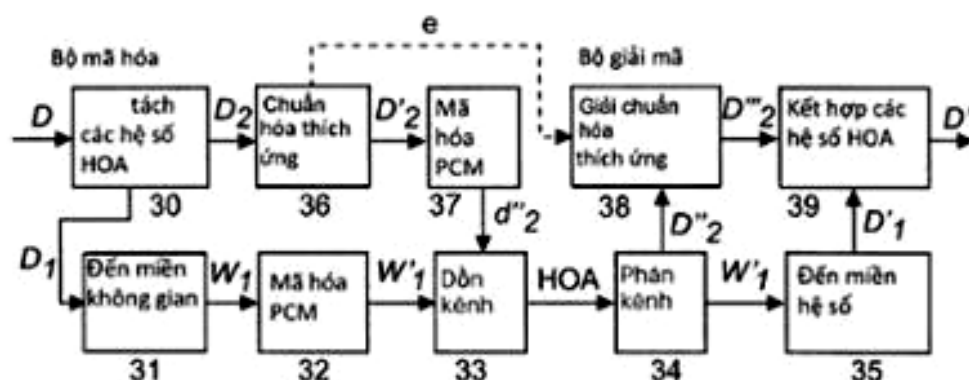 e
Bộ mã hóa
Bộ giải mã
D
tách
các hệ số
HOA
D2
Chuẩn
hóa thích
ứng
D'2
Mã
hóa
PCM
Giải chuẩn
hóa
thích ứng
D'''2
Kết hợp các
hệ số HOA
D'
30
36
37
d''2
38
D''2
39
D'1
D1
Đến miền
không gian
W1
Mã hóa
PCM
W'1
Dồn
kênh
HOA
Phân
kênh
W'1
Đến miền
hệ số
31
32
33
34
35